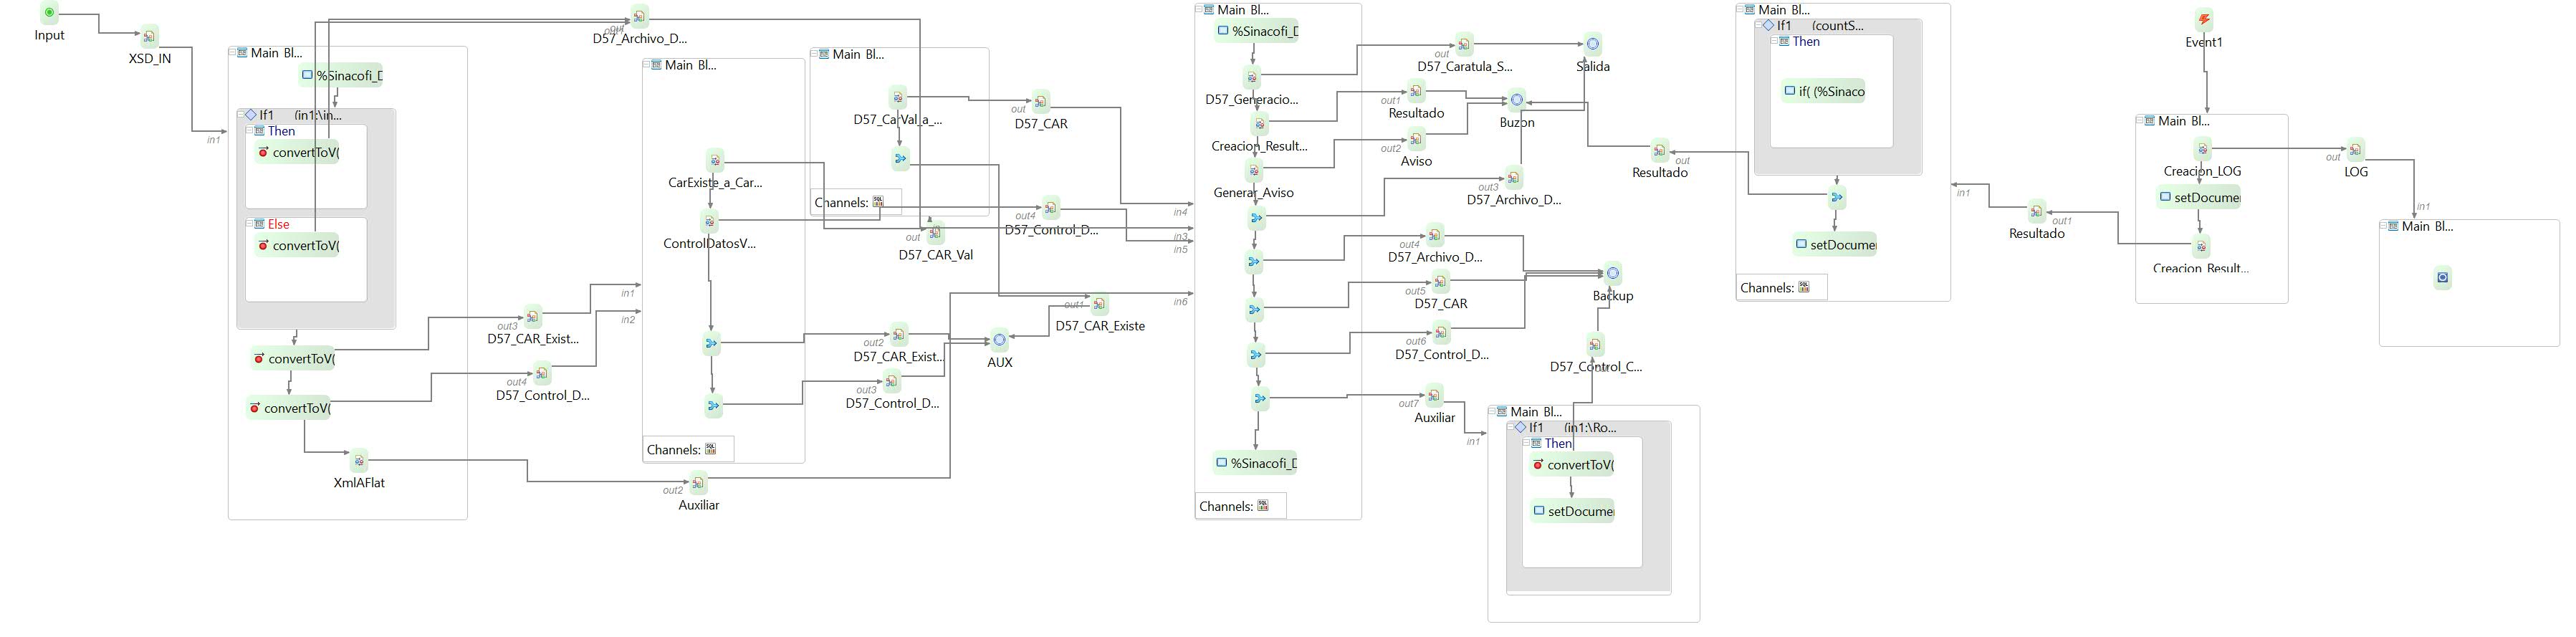 Input
XSD_IN
in1
Main Bl...
%Sinacofi_D
If1 (in1:\in...
Then
convertToV(
Else
convertToV(
convertToV(
convertToV(
XmlAFlat
out
D57_Archivo_D...
out3
D57_CAR_Exist...
out4
D57_Control_D...
out2
Auxiliar
in1
in2
Main Bl...
CarExiste_a_Car...
ControlDatosV...
Channels:
Main Bl...
D57_CarVal_a_...
Channels:
out
D57_CAR
out4
D57_Control_D...
out
D57_CAR_Val
out1
D57_CAR_Existe
out2
D57_CAR_Exist...
out3
D57_Control_D...
AUX
in4
in3
in5
in6
Main Bl...
%Sinacofi_D
D57_Generacio...
Creacion_Result...
Generar_Aviso
%Sinacofi_D
Channels:
out
D57_Caratula_S...
out1
Resultado
out2
Aviso
out3
D57_Archivo_D...
out4
D57_Archivo_D...
out5
D57_CAR
out6
D57_Control_D...
out7
Auxiliar
Salida
Buzon
Backup
D57_Control_C...
out
in1
Main Bl...
If1 (in1:\Ro...
Then
convertToV(
setDocume
out
Resultado
Main Bl...
If1 (countS...
Then
if( (%Sinaco
setDocume
Channels:
in1
out1
Resultado
Event1
Main Bl...
Creacion_LOG
setDocume
Creacion_Result...
out
LOG
in1
Main Bl...